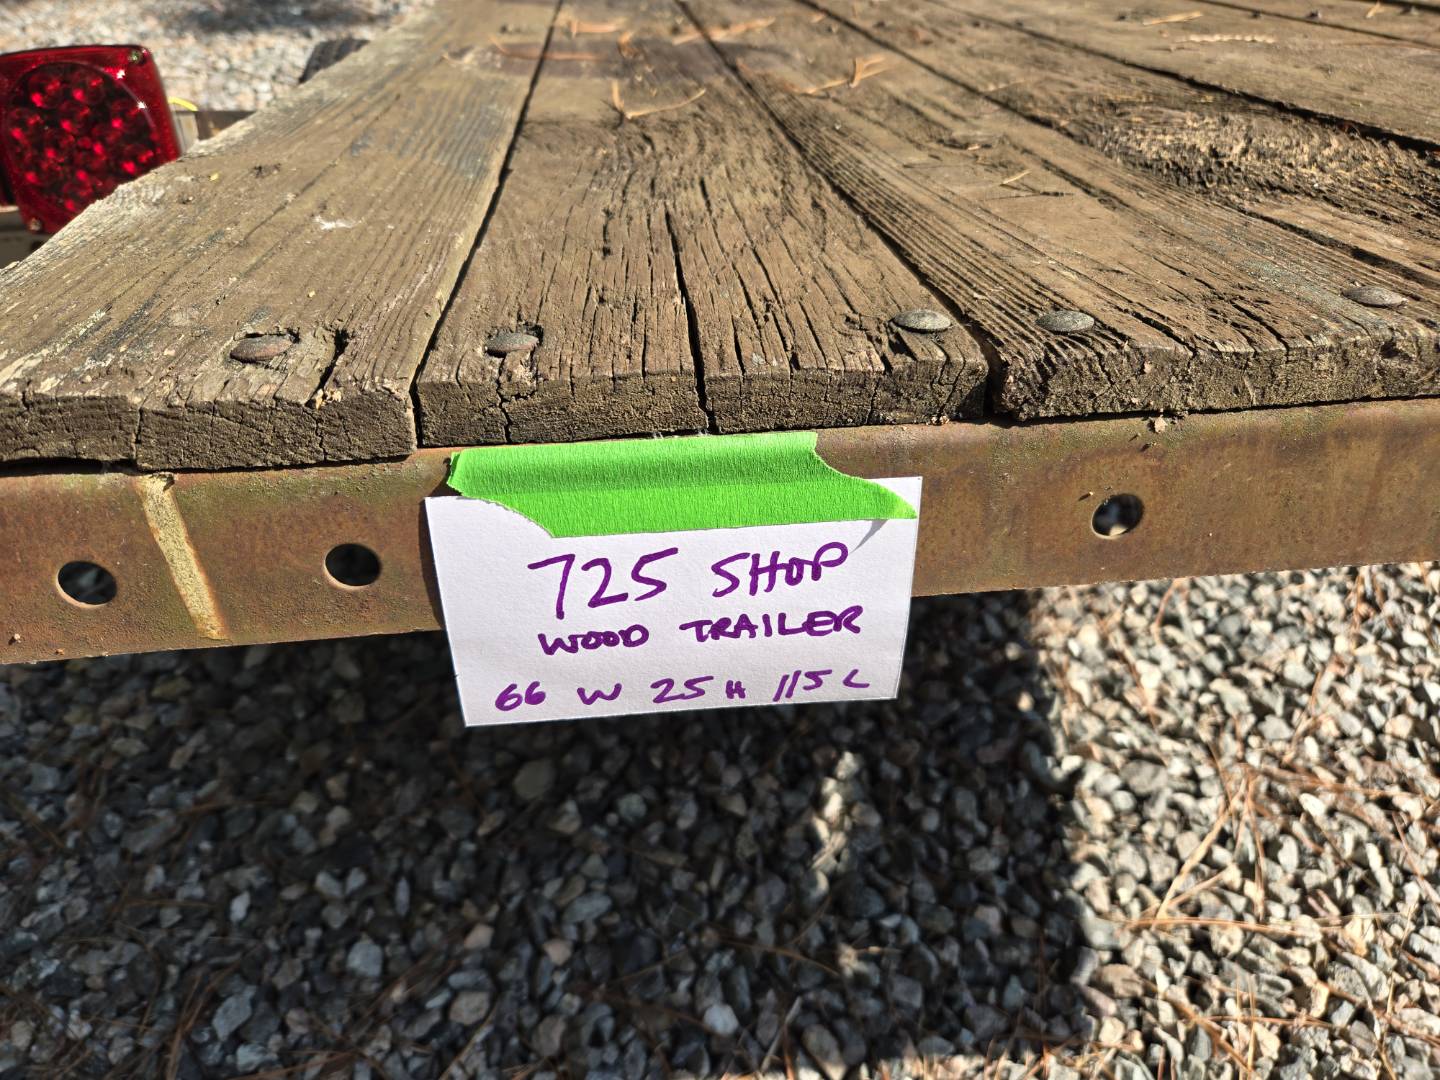 725 SHOP
WOOD TRAILER
66 W 25 H 115 L